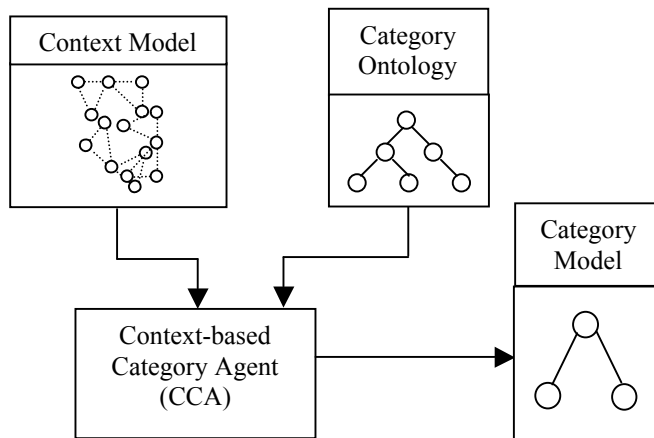 Context Model
Category
Ontology
Category
Model
Context-based
Category Agent
(CCA)